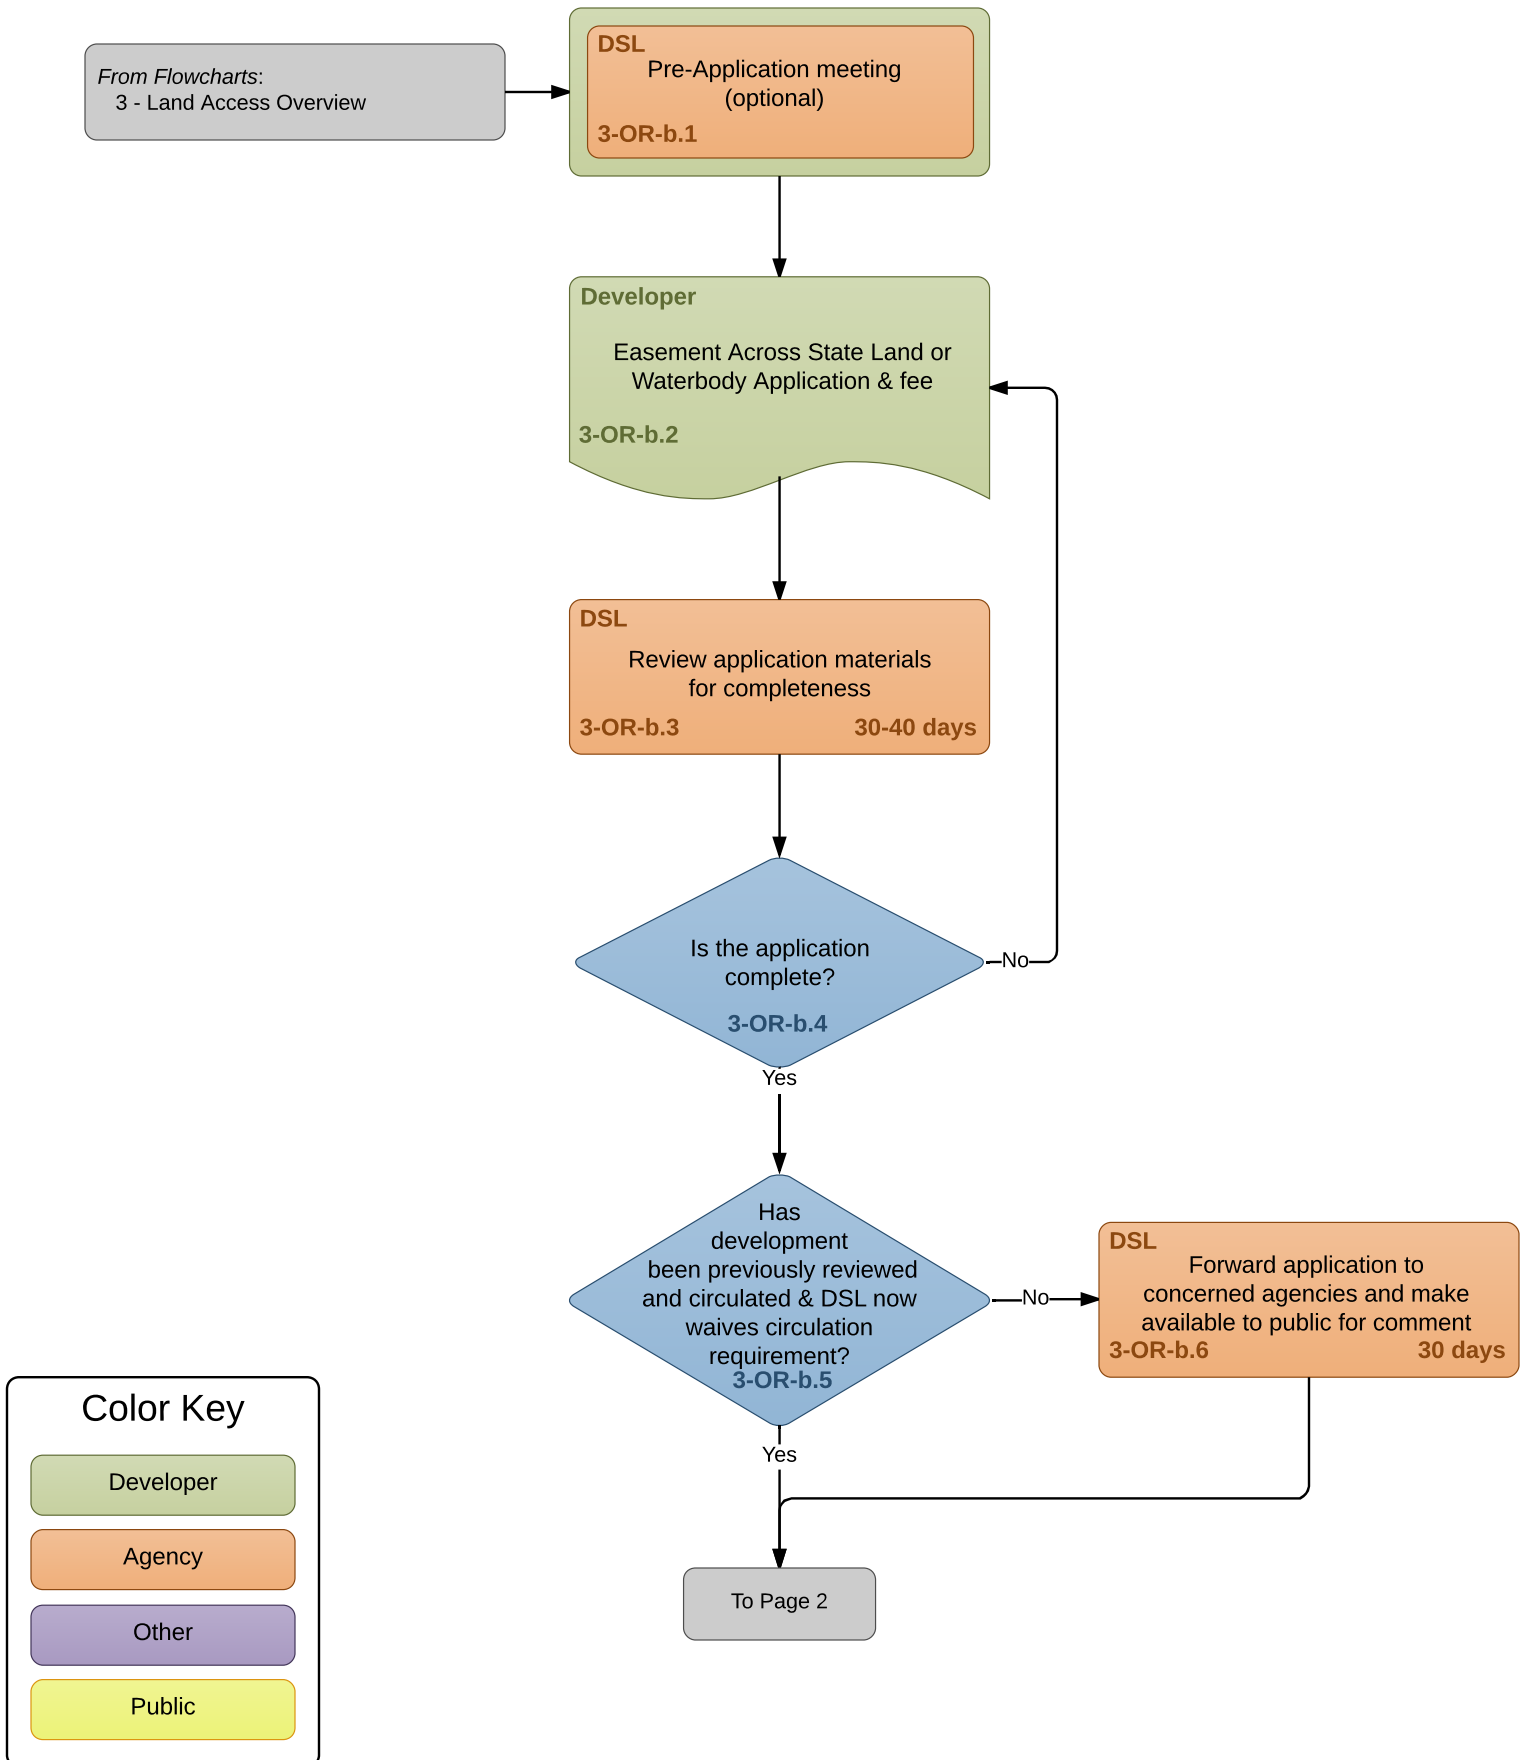 From Flowcharts:
3 - Land Access Overview
DSL
Pre-Application meeting
(optional)
3-OR-b.1
Developer
Easement Across State Land or
Waterbody Application & fee
3-OR-b.2
DSL
Review application materials
for completeness
3-OR-b.3 30-40 days
Is the application
complete?
3-OR-b.4
No
Yes
Has
development
been previously reviewed
and circulated & DSL now
waives circulation
requirement?
3-OR-b.5
No
DSL
Forward application to
concerned agencies and make
available to public for comment
3-OR-b.6 30 days
Yes
To Page 2
Color Key
Developer
Agency
Other
Public